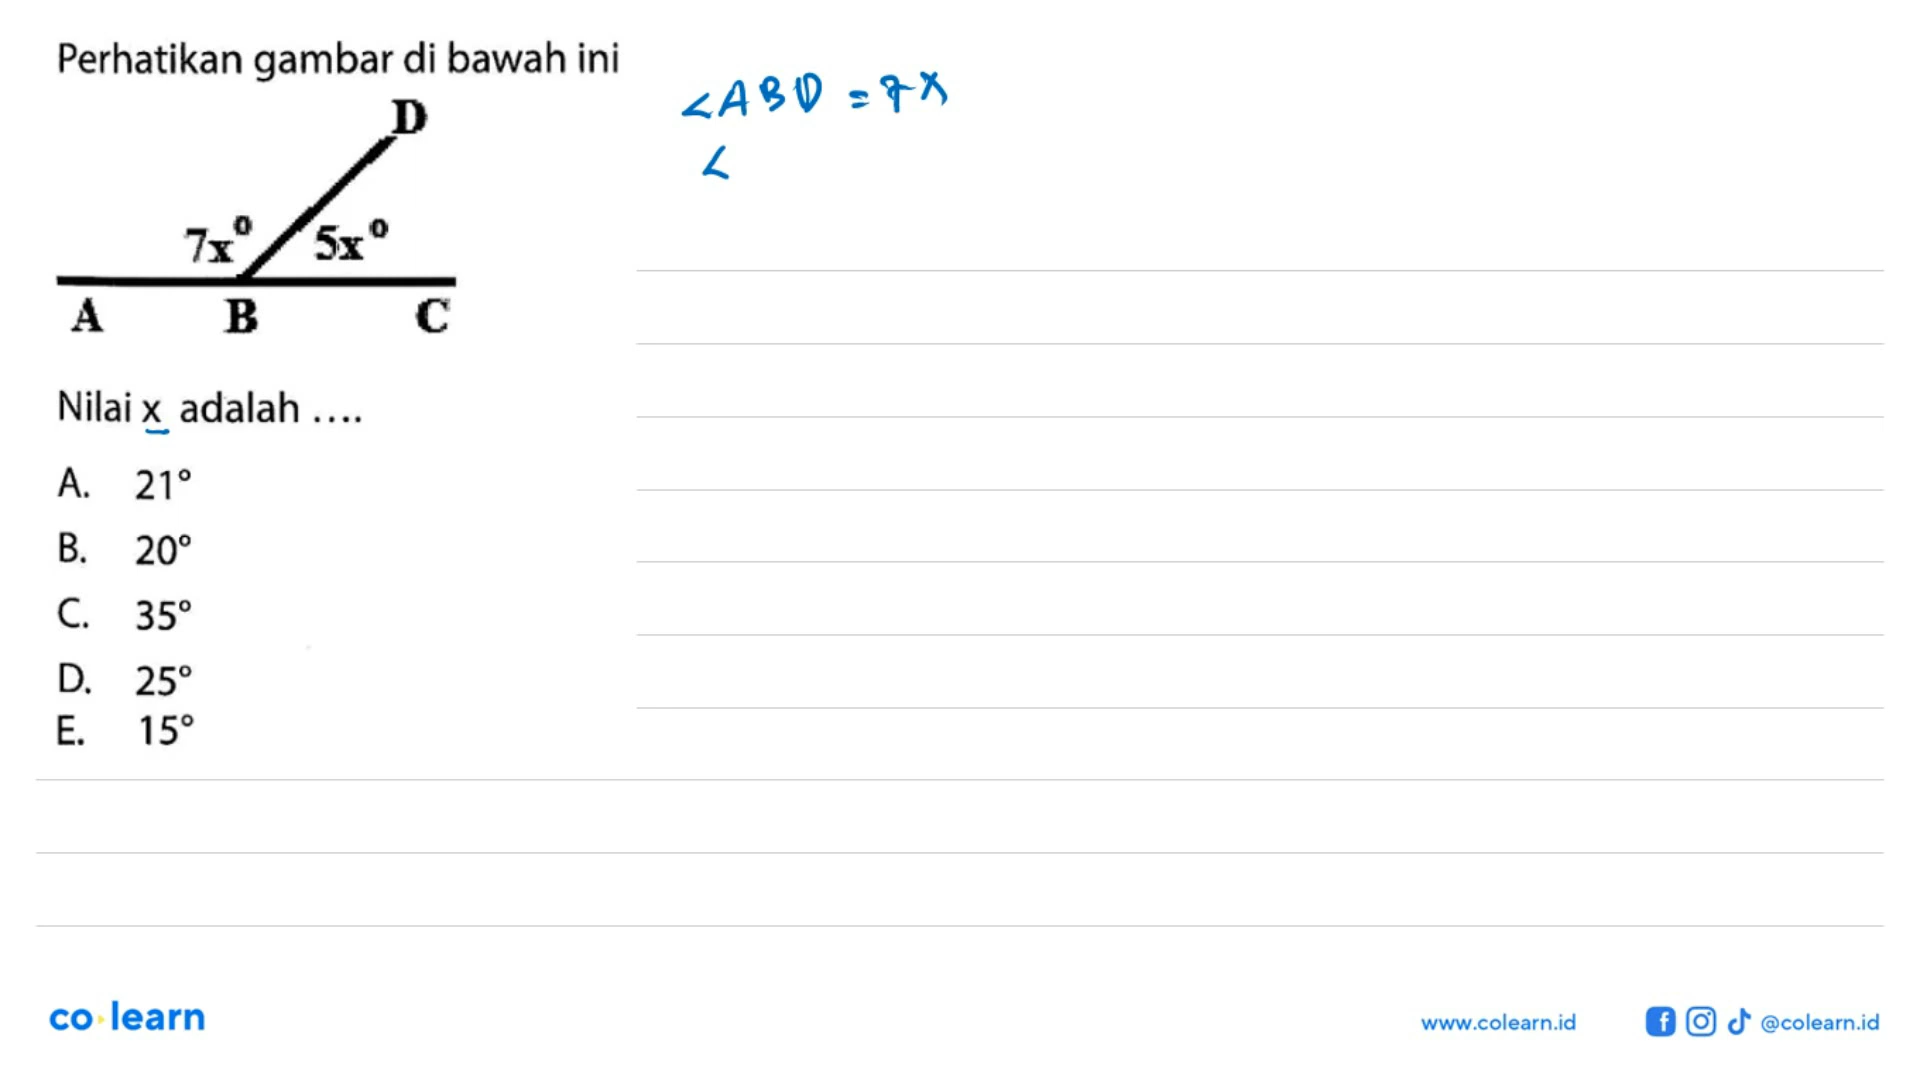 Perhatikan gambar di bawah ini
∠ABD = 7x
∠
D
7x° 5x°
A B C
Nilai x adalah ....
A. 21°
B. 20°
C. 35°
D. 25°
E. 15°
co learn
www.colearn.id @colearn.id